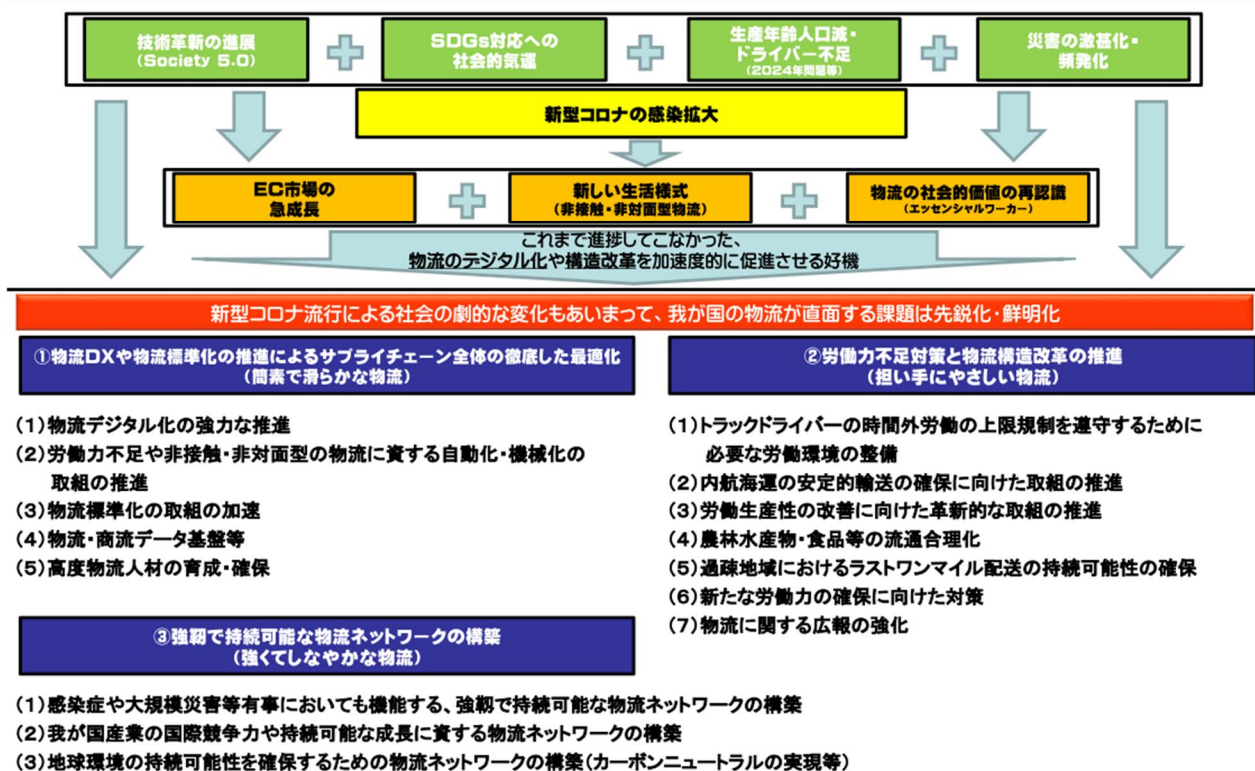 技術革新の進展
(Society 5.0)
SDGs対応への
社会的気運
生産年齢人口減・
ドライバー不足
(2024年問題等)
災害の激甚化・
頻発化
新型コロナの感染拡大
EC市場の
急成長
新しい生活様式
(非接触・非対面型物流)
物流の社会的価値の再認識
(エッセンシャルワーカー)
これまで進捗してこなかった、
物流のデジタル化や構造改革を加速度的に促進させる好機
新型コロナ流行による社会の劇的な変化もあいまって、我が国の物流が直面する課題は先鋭化・鮮明化
①物流DXや物流標準化の推進によるサプライチェーン全体の徹底した最適化
(簡素で滑らかな物流)
(1)物流デジタル化の強力な推進
(2)労働力不足や非接触・非対面型の物流に資する自動化・機械化の
取組の推進
(3)物流標準化の取組の加速
(4)物流・商流データ基盤等
(5)高度物流人材の育成・確保
②労働力不足対策と物流構造改革の推進
(担い手にやさしい物流)
(1)トラックドライバーの時間外労働の上限規制を遵守するために
必要な労働環境の整備
(2)内航海運の安定的輸送の確保に向けた取組の推進
(3)労働生産性の改善に向けた革新的な取組の推進
(4)農林水産物・食品等の流通合理化
(5)過疎地域におけるラストワンマイル配送の持続可能性の確保
(6)新たな労働力の確保に向けた対策
(7)物流に関する広報の強化
③強靭で持続可能な物流ネットワークの構築
(強くてしなやかな物流)
(1)感染症や大規模災害等有事においても機能する、強靭で持続可能な物流ネットワークの構築
(2)我が国産業の国際競争力や持続可能な成長に資する物流ネットワークの構築
(3)地球環境の持続可能性を確保するための物流ネットワークの構築(カーボンニュートラルの実現等)